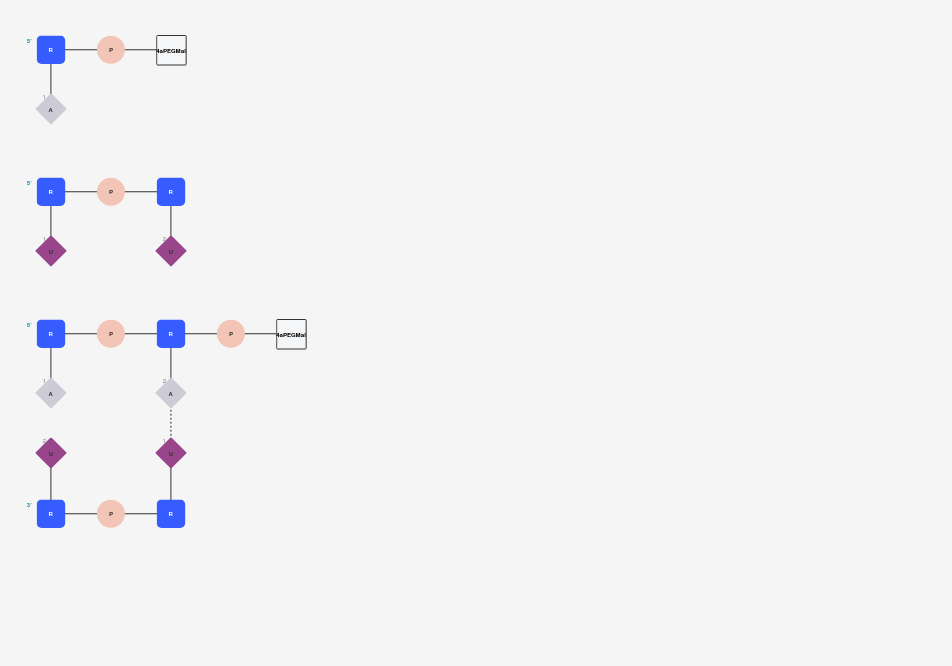 5'
R P 4aPEGMal
1
A
5'
R P R
1 2
U U
5'
R P R P 4aPEGMal
1 2
A A
2 1
U U
3'
R P R